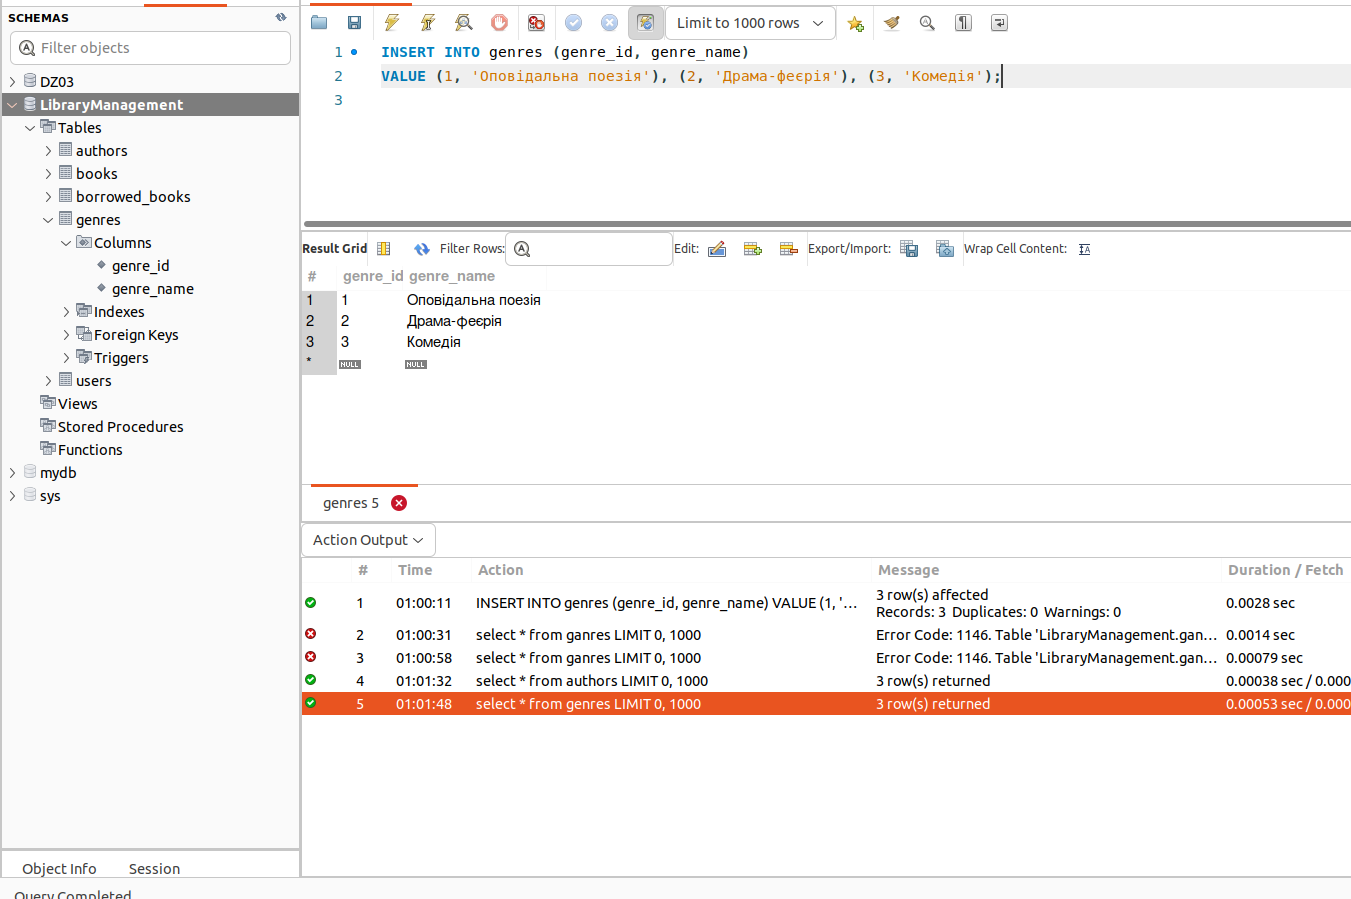 SCHEMAS
Filter objects
DZ03
LibraryManagement
Tables
authors
books
borrowed_books
genres
Columns
genre_id
genre_name
Indexes
Foreign Keys
Triggers
users
Views
Stored Procedures
Functions
mydb
sys
Object Info Session
Query Completed
Limit to 1000 rows
1 INSERT INTO genres (genre_id, genre_name)
2 VALUE (1, 'Оповідальна поезія'), (2, 'Драма-феєрія'), (3, 'Комедія');
3
Result Grid Filter Rows: Edit: Export/Import: Wrap Cell Content:
# genre_id genre_name
1 1 Оповідальна поезія
2 2 Драма-феєрія
3 3 Комедія
* NULL NULL
genres 5
Action Output
# Time Action Message Duration / Fetch
1 01:00:11 INSERT INTO genres (genre_id, genre_name) VALUE (1, '... 3 row(s) affected
Records: 3 Duplicates: 0 Warnings: 0 0.0028 sec
2 01:00:31 select * from ganres LIMIT 0, 1000 Error Code: 1146. Table 'LibraryManagement.gan... 0.0014 sec
3 01:00:58 select * from ganres LIMIT 0, 1000 Error Code: 1146. Table 'LibraryManagement.gan... 0.00079 sec
4 01:01:32 select * from authors LIMIT 0, 1000 3 row(s) returned 0.00038 sec / 0.000
5 01:01:48 select * from genres LIMIT 0, 1000 3 row(s) returned 0.00053 sec / 0.000